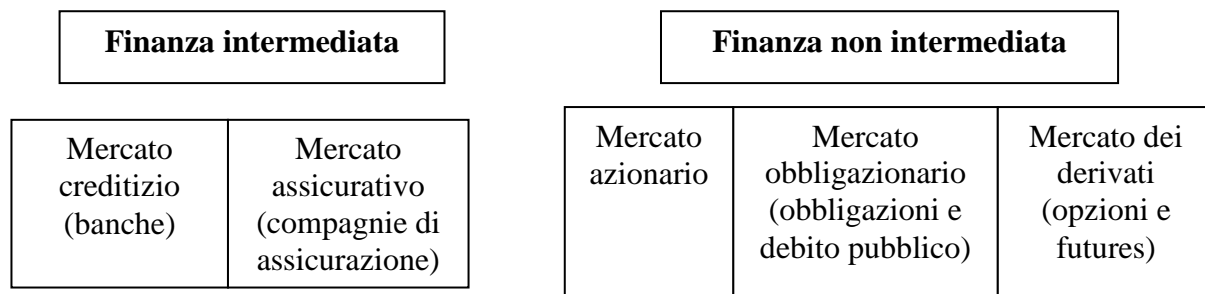 Finanza intermediata
Finanza non intermediata
Mercato
creditizio
(banche)
Mercato
assicurativo
(compagnie di
assicurazione)
Mercato
azionario
Mercato
obbligazionario
(obbligazioni e
debito pubblico)
Mercato dei
derivati
(opzioni e
futures)